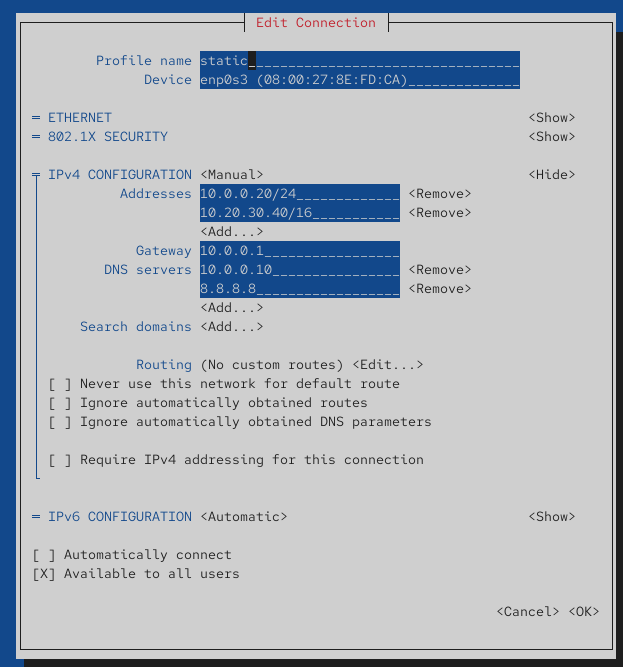 Edit Connection
Profile name static
Device enp0s3 (08:00:27:8E:FD:CA)
= ETHERNET <Show>
= 802.1X SECURITY <Show>
= IPv4 CONFIGURATION <Manual> <Hide>
Addresses 10.0.0.20/24 <Remove>
10.20.30.40/16 <Remove>
<Add...>
Gateway 10.0.0.1
DNS servers 10.0.0.10 <Remove>
8.8.8.8 <Remove>
<Add...>
Search domains <Add...>
Routing (No custom routes) <Edit...>
[ ] Never use this network for default route
[ ] Ignore automatically obtained routes
[ ] Ignore automatically obtained DNS parameters
[ ] Require IPv4 addressing for this connection
= IPv6 CONFIGURATION <Automatic> <Show>
[ ] Automatically connect
[X] Available to all users
<Cancel> <OK>